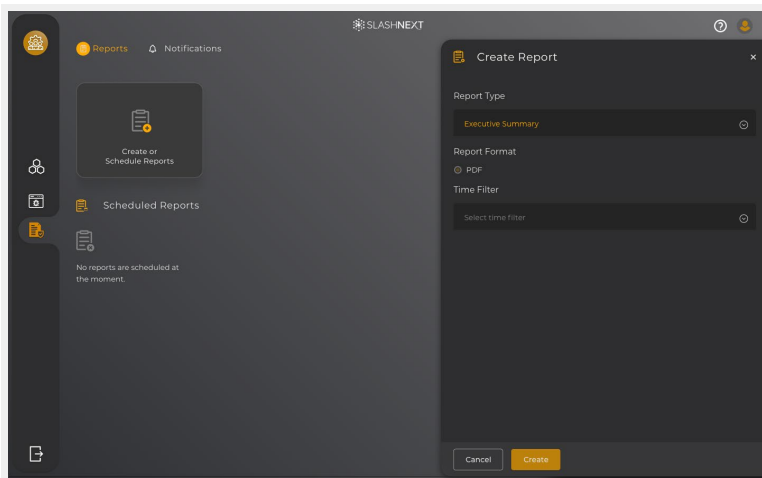 SLASHNEXT
Reports
Notifications
Create or
Schedule Reports
Scheduled Reports
No reports are scheduled at
the moment.
Create Report
Report Type
Executive Summary
Report Format
PDF
Time Filter
Select time filter
Cancel
Create